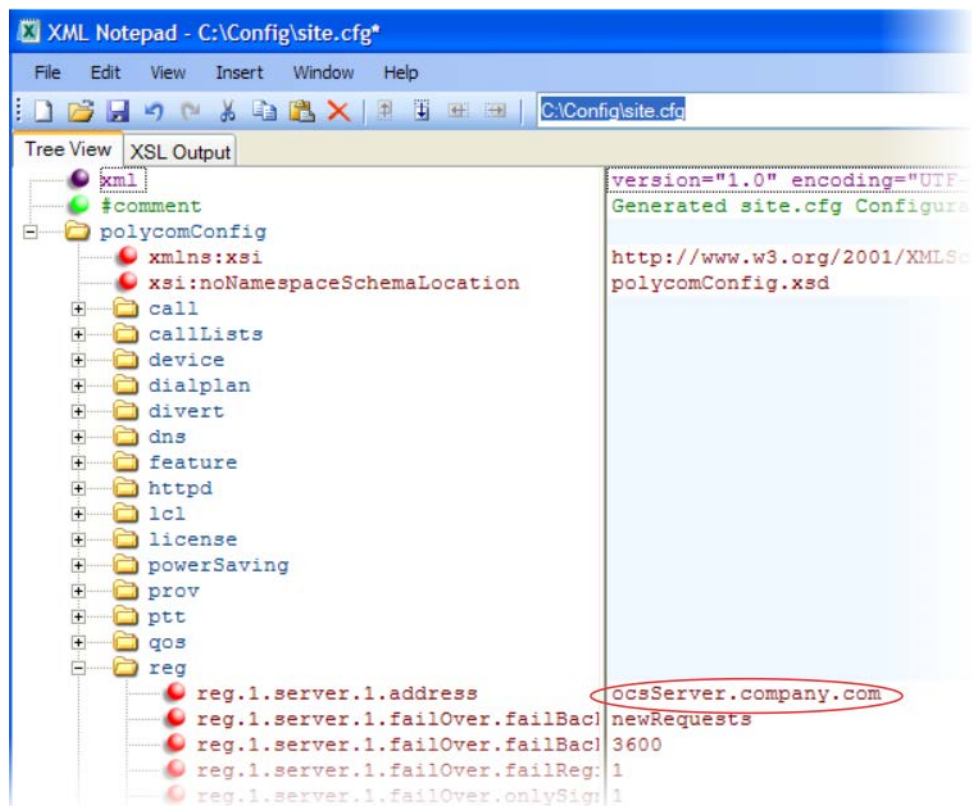 XML Notepad - C:\Config\site.cfg*
File Edit View Insert Window Help
C:\Config\site.cfg
Tree View XSL Output
xml version="1.0" encoding="UTF-
#comment Generated site.cfg Configura
polycomConfig
xmlns:xsi http://www.w3.org/2001/XMLSc
xsi:noNamespaceSchemaLocation polycomConfig.xsd
call
callLists
device
dialplan
divert
dns
feature
httpd
lcl
license
powerSaving
prov
ptt
qos
reg
reg.1.server.1.address ocsServer.company.com
reg.1.server.1.failOver.failBac newRequests
reg.1.server.1.failOver.failBac 3600
reg.1.server.1.failOver.failReg: 1
reg.1.server.1.failOver.onlySig 1